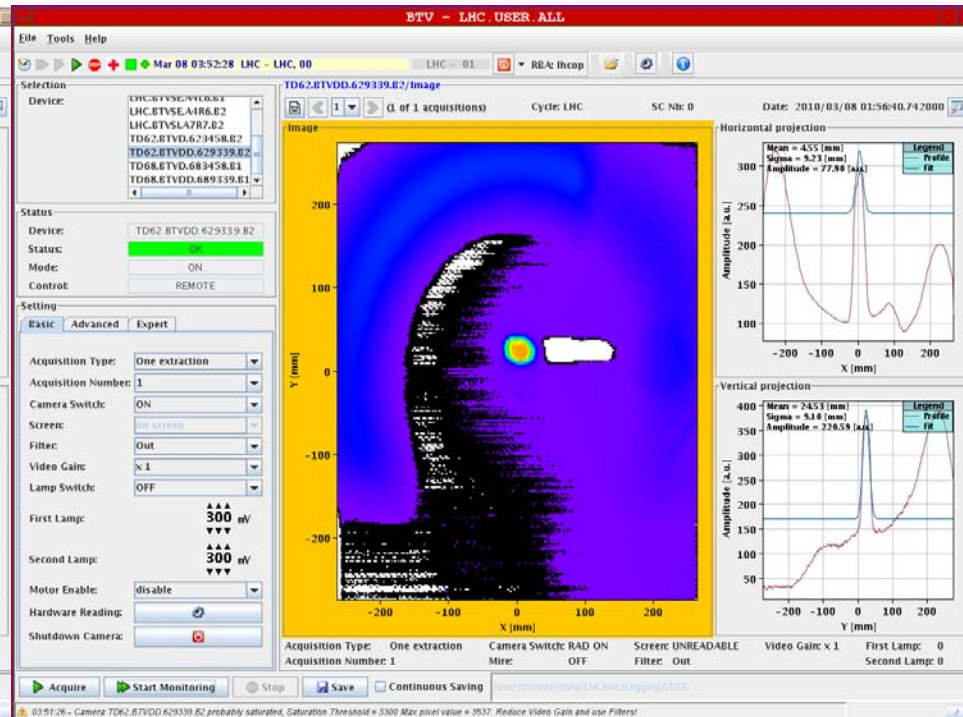 BTV - LHC.USER.ALL
File Tools Help
Mar 08 03:52:28 LHC - LHC, 00
LHC - 01
RBA: lhcop
Selection
Device:
LHC.BTVSE.A4R6.B2
LHC.BTVSI.A7R7.B2
TD62.BTVD.623458.B2
TD62.BTVDD.629339.B2
TD68.BTVD.683458.B1
TD68.BTVDD.689339.B1
Status
Device: TD62.BTVDD.629339.B2
Status: OK
Mode: ON
Control: REMOTE
Setting
Basic Advanced Expert
Acquisition Type: One extraction
Acquisition Number: 1
Camera Switch: ON
Screen: no screen
Filter: Out
Video Gain: x 1
Lamp Switch: OFF
First Lamp: 300 mV
Second Lamp: 300 mV
Motor Enable: disable
Hardware Reading:
Shutdown Camera:
TD62.BTVDD.629339.B2/Image
1 (1 of 1 acquisitions) Cycle: LHC SC Nb: 0 Date: 2010/03/08 01:56:40.742000
Image
200
100
0
-100
-200
Y [mm]
-200 -100 0 100 200
X [mm]
Horizontal projection
Mean = 4.55 [mm]
Sigma = 9.23 [mm]
Amplitude = 77.90 [a.u.]
Legend
Profile
Fit
300
250
200
150
100
Amplitude [a.u.]
-200 -100 0 100 200
X [mm]
Vertical projection
Mean = 24.53 [mm]
Sigma = 9.10 [mm]
Amplitude = 220.59 [a.u.]
Legend
Profile
Fit
400
350
300
250
200
150
100
50
Amplitude [a.u.]
-200 -100 0 100 200
Y [mm]
Acquisition Type: One extraction Camera Switch: RAD ON Screen: UNREADABLE Video Gain: x 1 First Lamp: 0
Acquisition Number: 1 Mire: OFF Filter: Out Second Lamp: 0
Acquire Start Monitoring Stop Save Continuous Saving
03:51:26 - Camera TD62.BTVDD.629339.B2 probably saturated, Saturation Threshold = 3300 Max pixel value = 3537. Reduce Video Gain and use Filters!